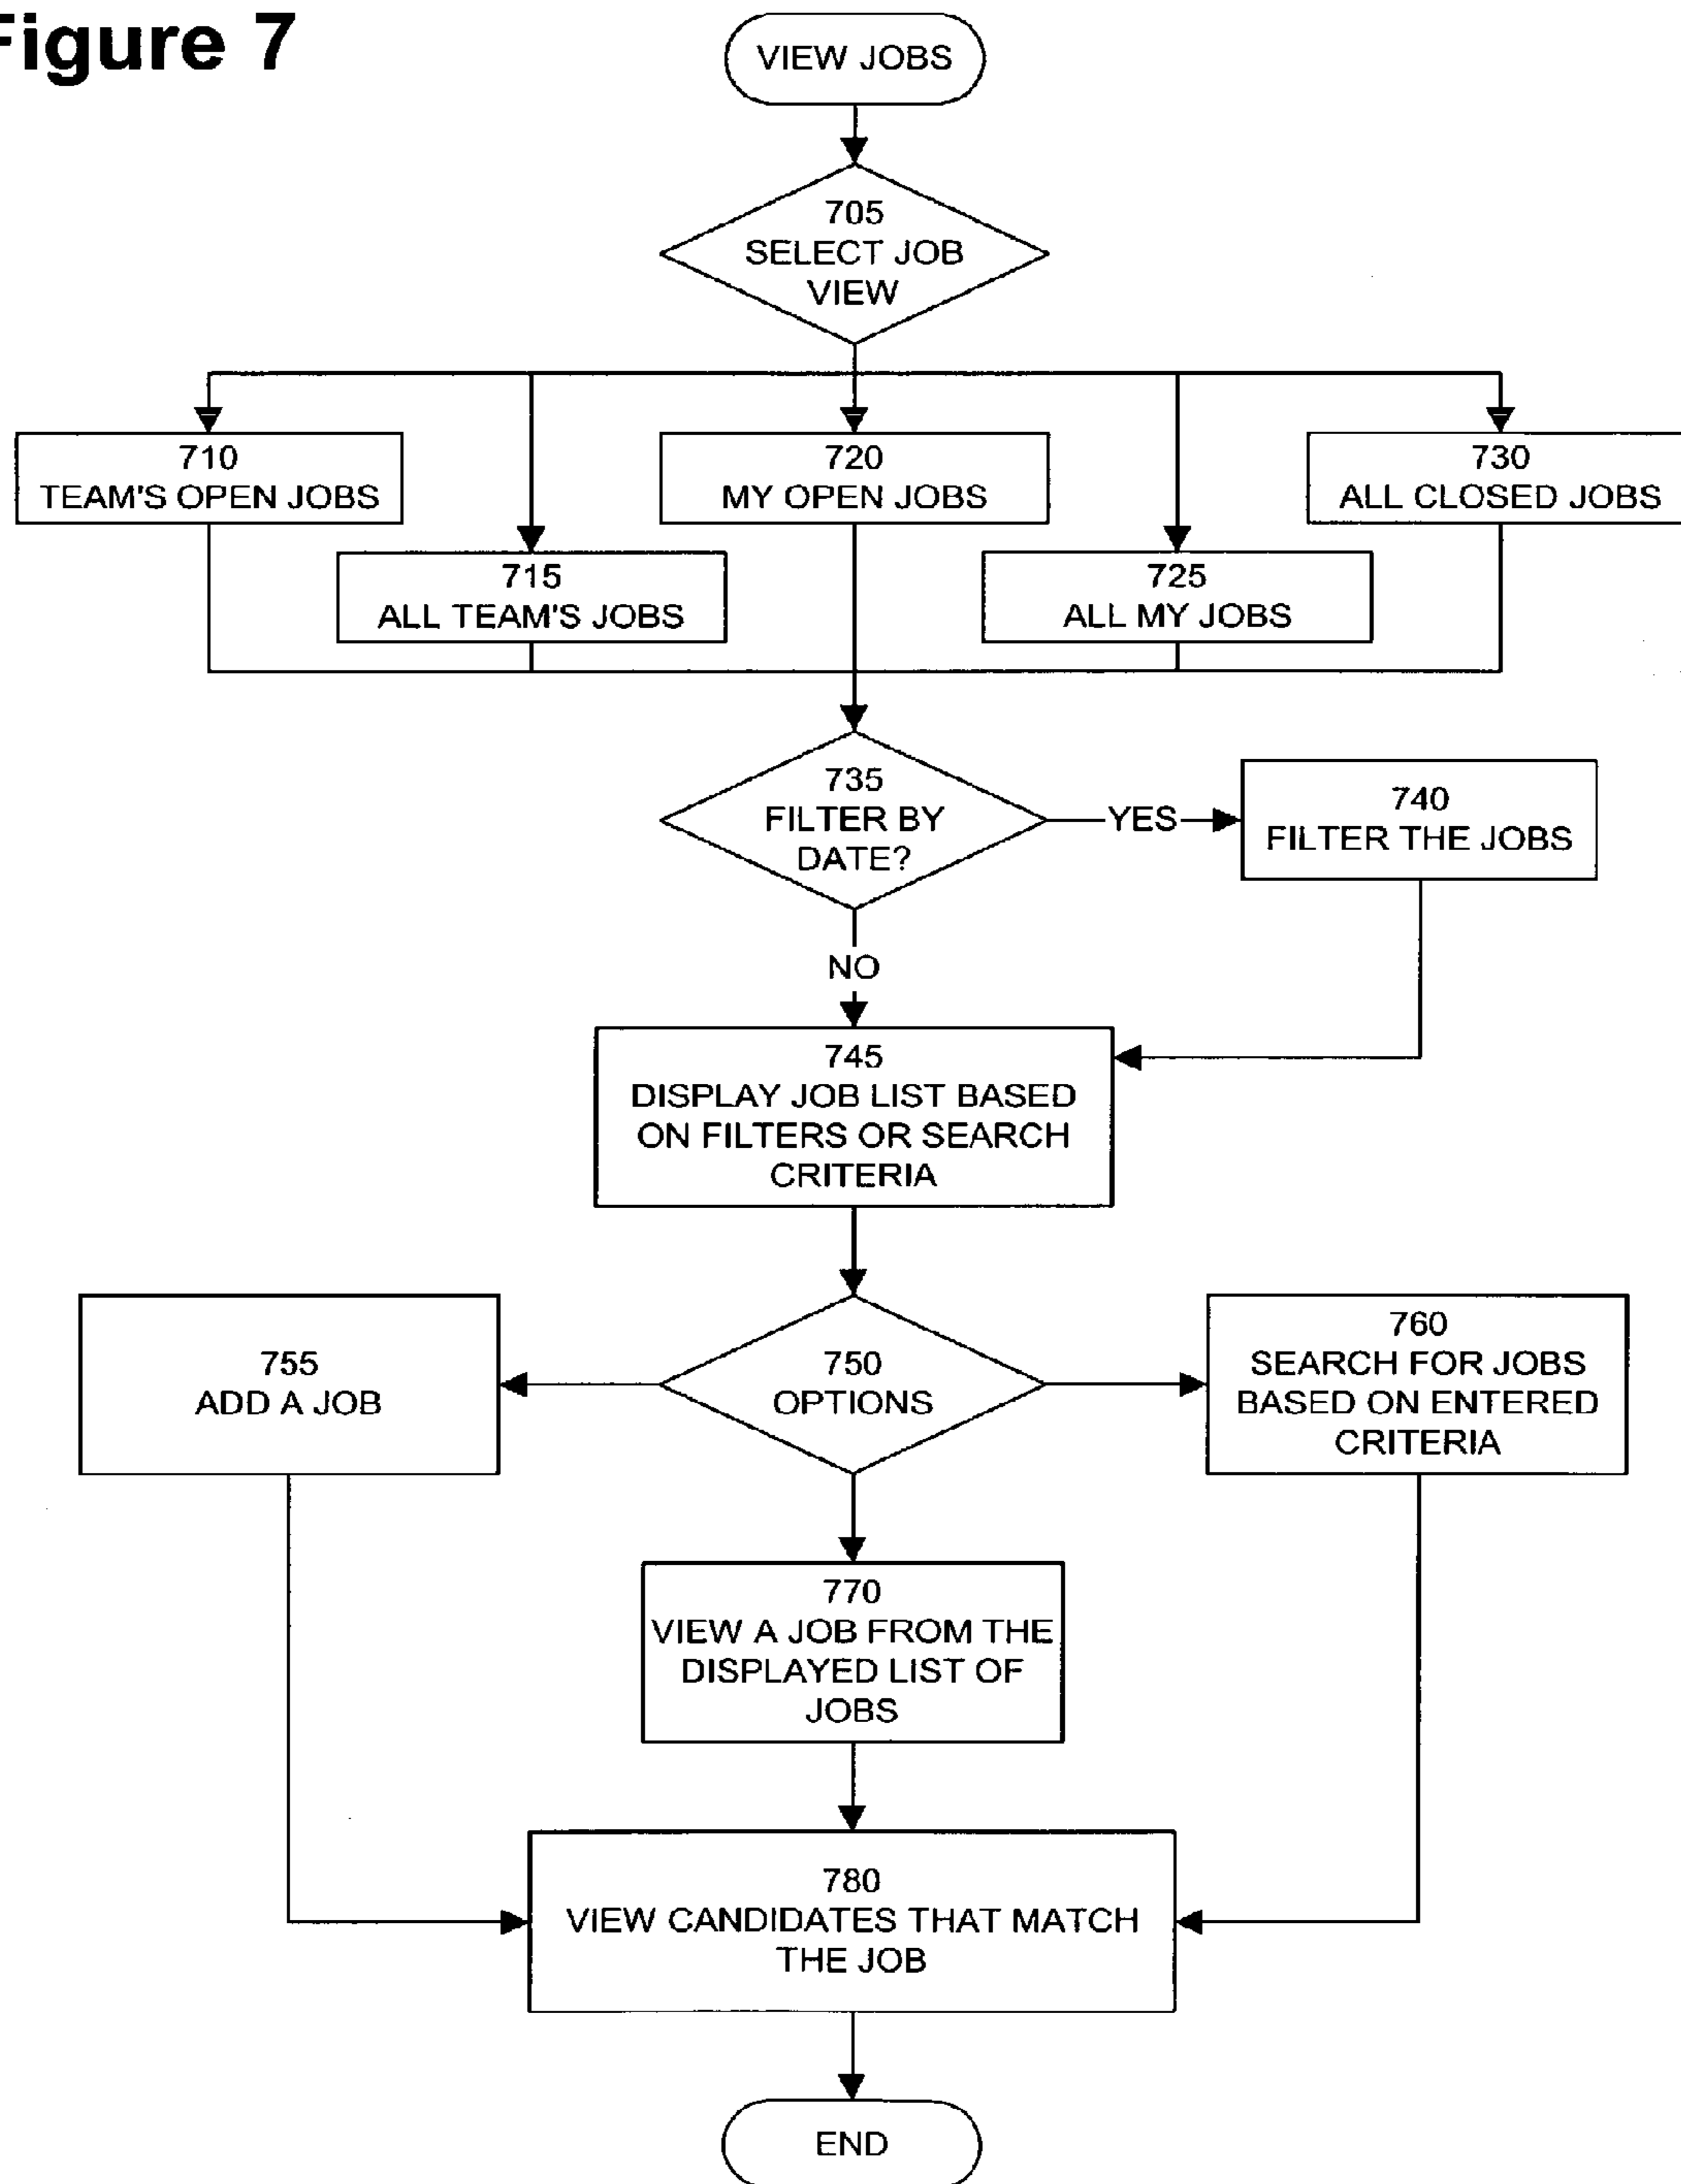 Figure 7
VIEW JOBS
705
SELECT JOB
VIEW
710
TEAM'S OPEN JOBS
720
MY OPEN JOBS
730
ALL CLOSED JOBS
715
ALL TEAM'S JOBS
725
ALL MY JOBS
735
FILTER BY
DATE?
YES
740
FILTER THE JOBS
NO
745
DISPLAY JOB LIST BASED
ON FILTERS OR SEARCH
CRITERIA
755
ADD A JOB
750
OPTIONS
760
SEARCH FOR JOBS
BASED ON ENTERED
CRITERIA
770
VIEW A JOB FROM THE
DISPLAYED LIST OF
JOBS
780
VIEW CANDIDATES THAT MATCH
THE JOB
END